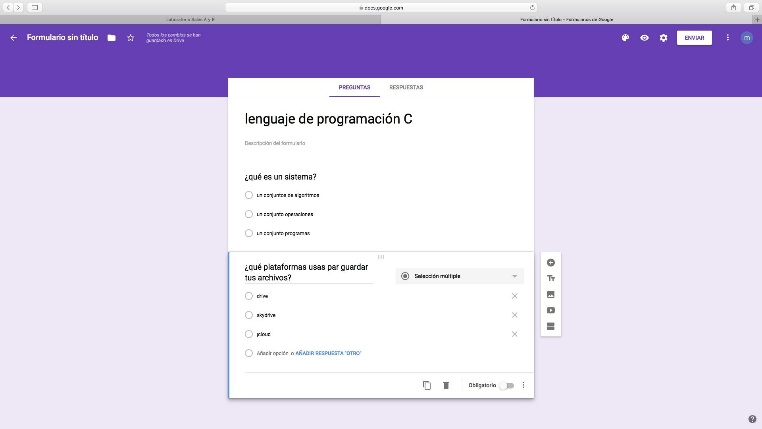 docs.google.com
Formulario sin título - Formularios de Google
Formulario sin título
Todos los cambios se han
guardado en Drive
ENVIAR
m
PREGUNTAS RESPUESTAS
lenguaje de programación C
Descripción del formulario
¿qué es un sistema?
un conjuntos de algoritmos
un conjunto operaciones
un conjunto programas
¿qué plataformas usas par guardar
tus archivos?
Selección múltiple
drive
skydrive
jcloud
Añadir opción o AÑADIR RESPUESTA "OTRO"
Obligatorio